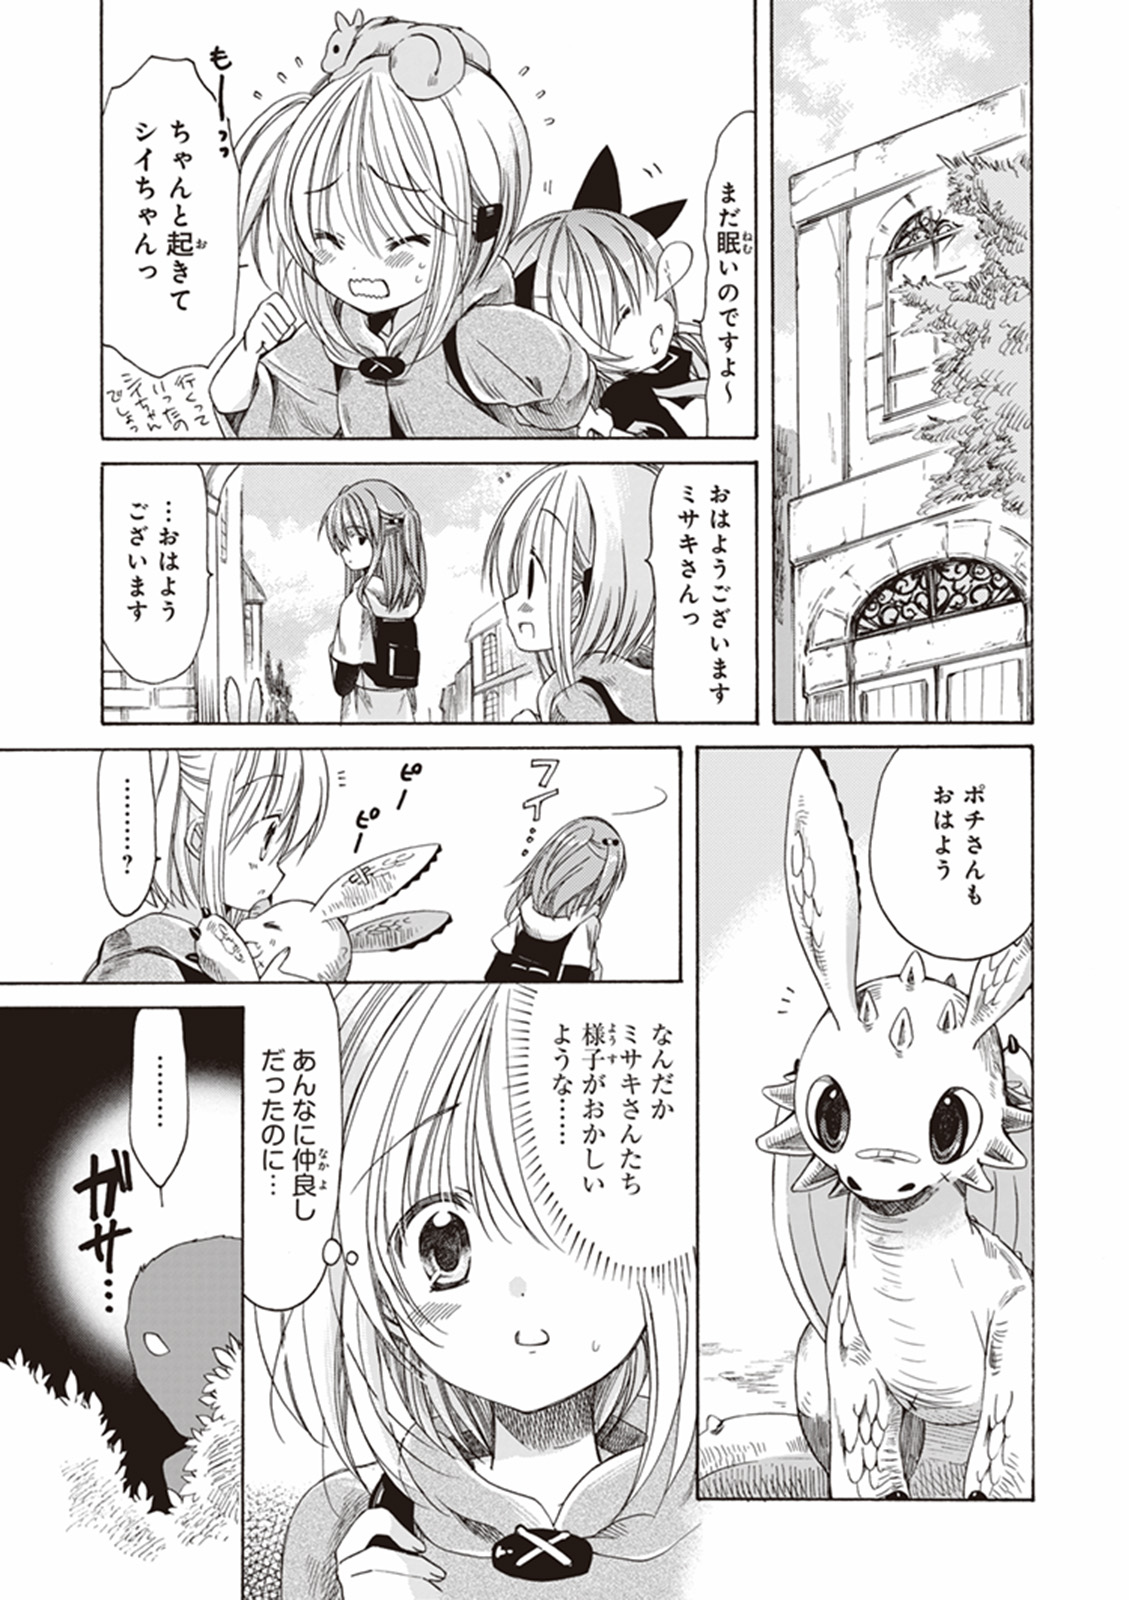 まだ眠いのですよ～
もーっっ
ちゃんと起きて
シイちゃんっ
行くって
いったの
シイちゃん
でしょっ
おはようございます
ミサキさんっ
…おはよう
ございます
ポチさんも
おはよう
フイ…
ピー
ピー
………？
なんだか
ミサキさんたち
様子がおかしい
ような……
あんなに仲良し
だったのに…
………
ガサ…